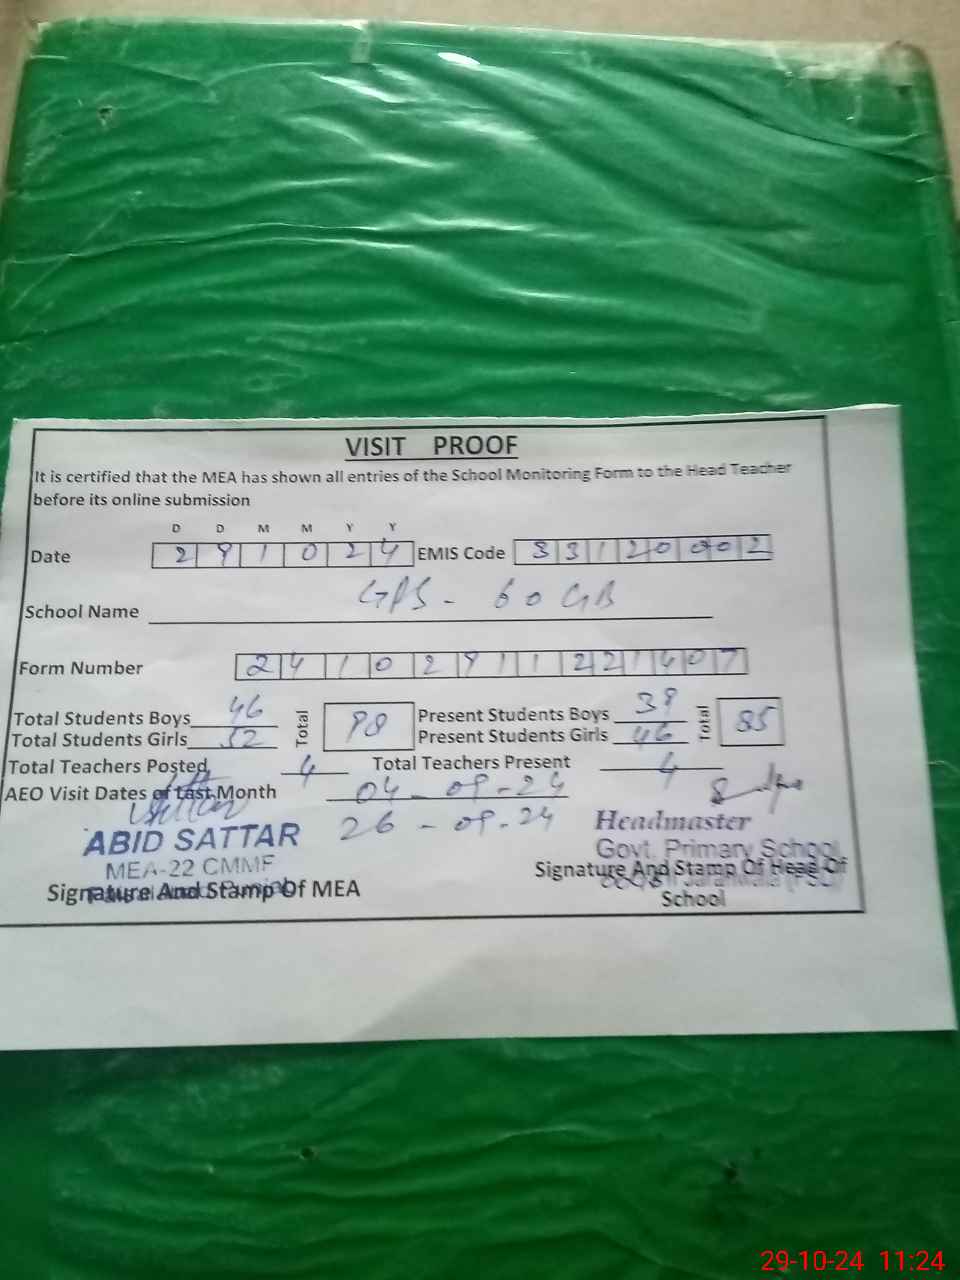 VISIT PROOF
It is certified that the MEA has shown all entries of the School Monitoring Form to the Head Teacher
before its online submission
D D M M Y Y
Date 2 9 1 0 2 4 EMIS Code 3 3 1 2 0 0 0 2
School Name GPS - 60 GB
Form Number 2 4 1 0 2 9 1 1 2 2 1 4 0 7
Total Students Boys 46 Total 98 Present Students Boys 39 Total 85
Total Students Girls 52 Present Students Girls 46
Total Teachers Posted 4 Total Teachers Present 4
AEO Visit Dates of Last Month 04-09-24
26-09-24
ABID SATTAR
MEA-22 CMMF
Signature And Stamp Of MEA
Headmaster
Govt. Primary School
Signature And Stamp Of Head Of
School
29-10-24 11:24